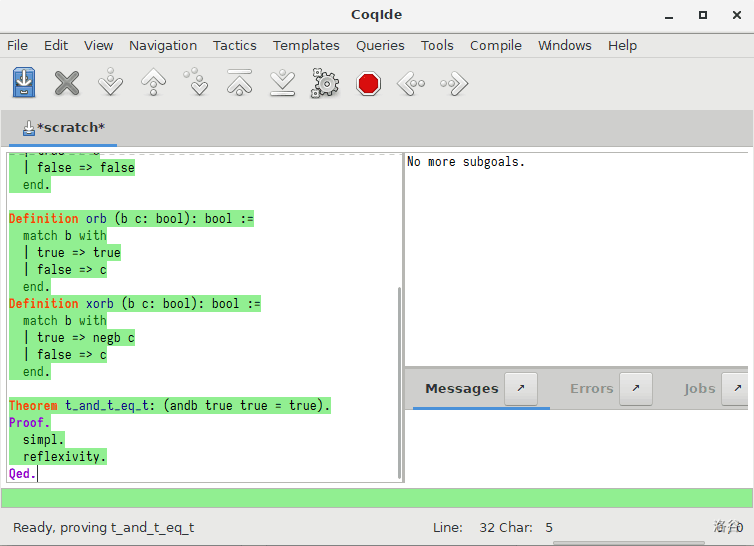 CoqIde
File Edit View Navigation Tactics Templates Queries Tools Compile Windows Help
*scratch*
| false => false
end.
Definition orb (b c: bool): bool :=
match b with
| true => true
| false => c
end.
Definition xorb (b c: bool): bool :=
match b with
| true => negb c
| false => c
end.
Theorem t_and_t_eq_t: (andb true true = true).
Proof.
simpl.
reflexivity.
Qed.
No more subgoals.
Messages Errors Jobs
Ready, proving t_and_t_eq_t
Line: 32 Char: 5
0 / 0